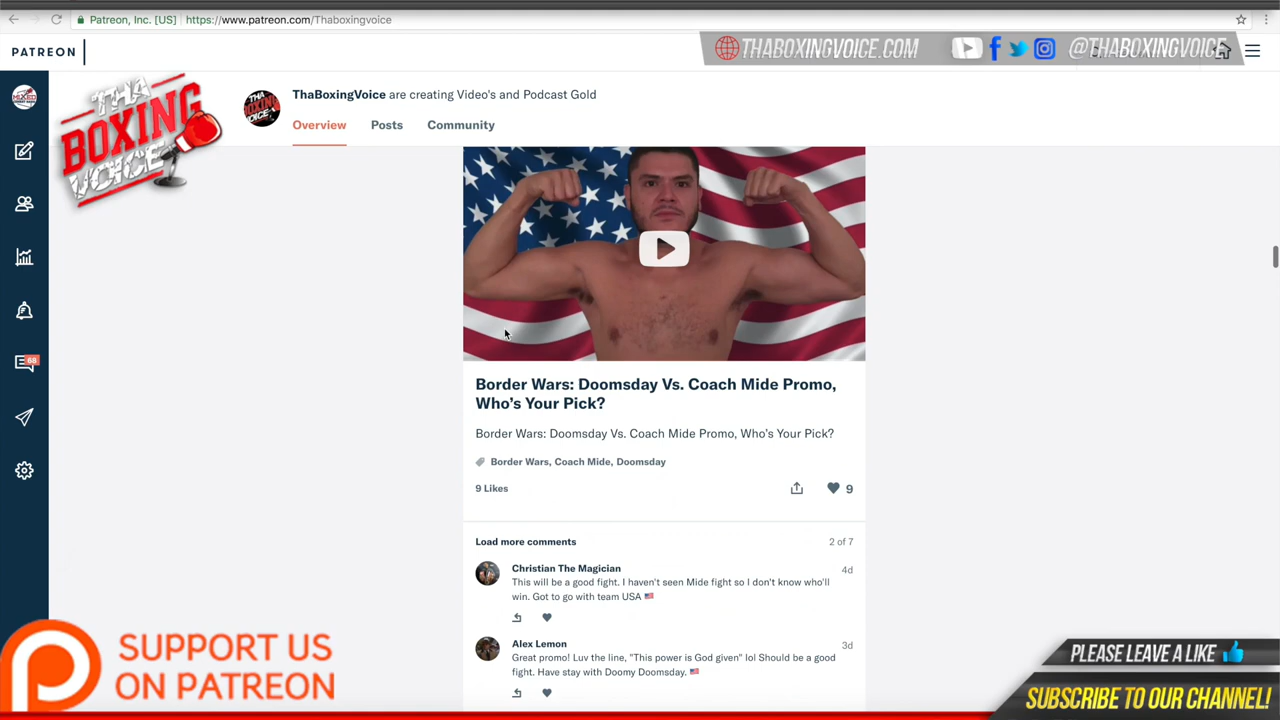 Patreon, Inc. [US] https://www.patreon.com/Thaboxingvoice
PATREON
THABOXINGVOICE.COM
@THABOXINGVOICE
THA
BOXING
VOICE
ThaBoxingVoice are creating Video's and Podcast Gold
Overview Posts Community
68
Border Wars: Doomsday Vs. Coach Mide Promo,
Who's Your Pick?
Border Wars: Doomsday Vs. Coach Mide Promo, Who's Your Pick?
Border Wars, Coach Mide, Doomsday
9 Likes
9
Load more comments
2 of 7
Christian The Magician
4d
This will be a good fight. I haven't seen Mide fight so I don't know who'll
win. Got to go with team USA 🇺🇸
Alex Lemon
3d
Great promo! Luv the line, "This power is God given" lol Should be a good
fight. Have stay with Doomy Doomsday. 🇺🇸
SUPPORT US
ON PATREON
PLEASE LEAVE A LIKE
SUBSCRIBE TO OUR CHANNEL!